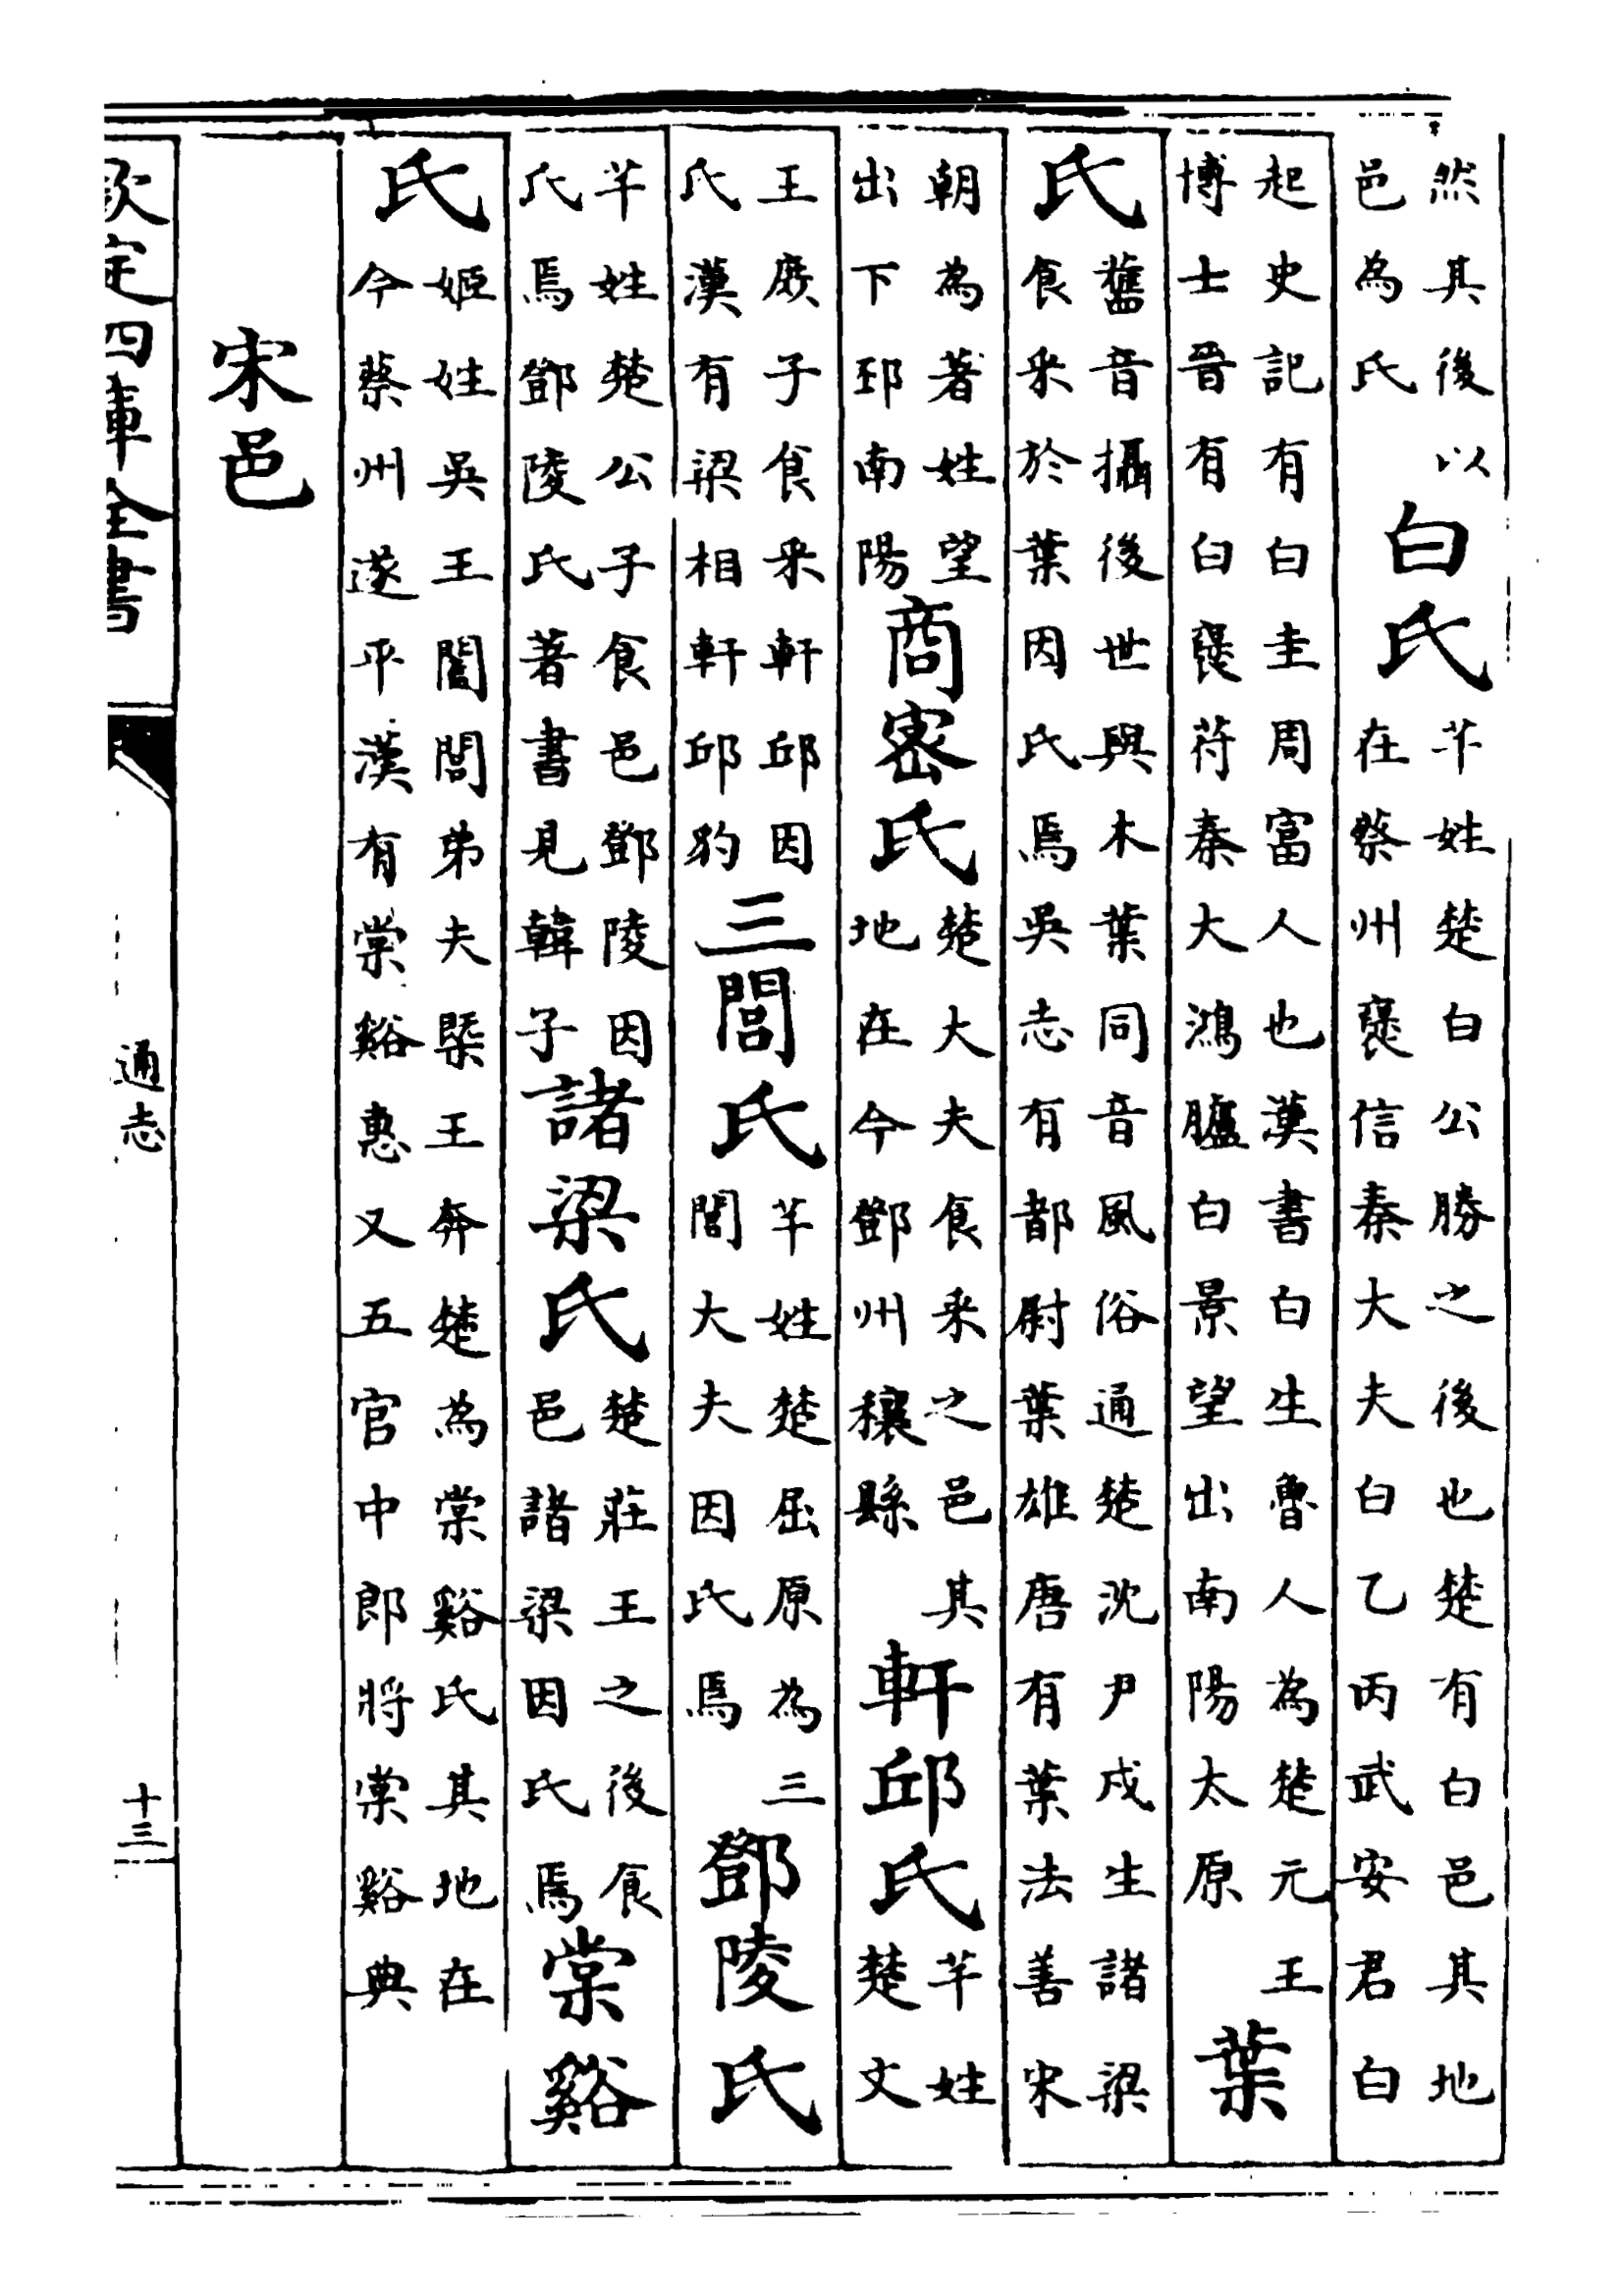 然其後以
邑為氏
白氏
芊姓楚白公勝之後也楚有白邑其地
在蔡州襃信秦大夫白乙丙武安君白
起史記有白圭周富人也漢書白生魯人為楚元王
博士晉有白襃苻秦大鴻臚白景望出南陽太原
葉
氏
舊音攝後世與木葉同音風俗通楚沈尹戍生諸梁
食采於葉因氏焉吳志有都尉葉雄唐有葉法善宋
朝為著姓望
出下邳南陽
商密氏
楚大夫食采之邑其
地在今鄧州穰縣
軒邱氏
芊姓
楚文
王庶子食采軒邱因
氏漢有梁相軒邱豹
三閭氏
芊姓楚屈原為三
閭大夫因氏焉
鄧陵氏
芊姓楚公子食邑鄧陵因
氏焉鄧陵氏著書見韓子
諸梁氏
楚莊王之後食
邑諸梁因氏焉
棠谿
氏
姬姓吳王闔閭弟夫槩王奔楚為棠谿氏其地在
今蔡州遂平漢有棠谿惠又五官中郎將棠谿典
宋邑
欽定四庫全書
通志
十三